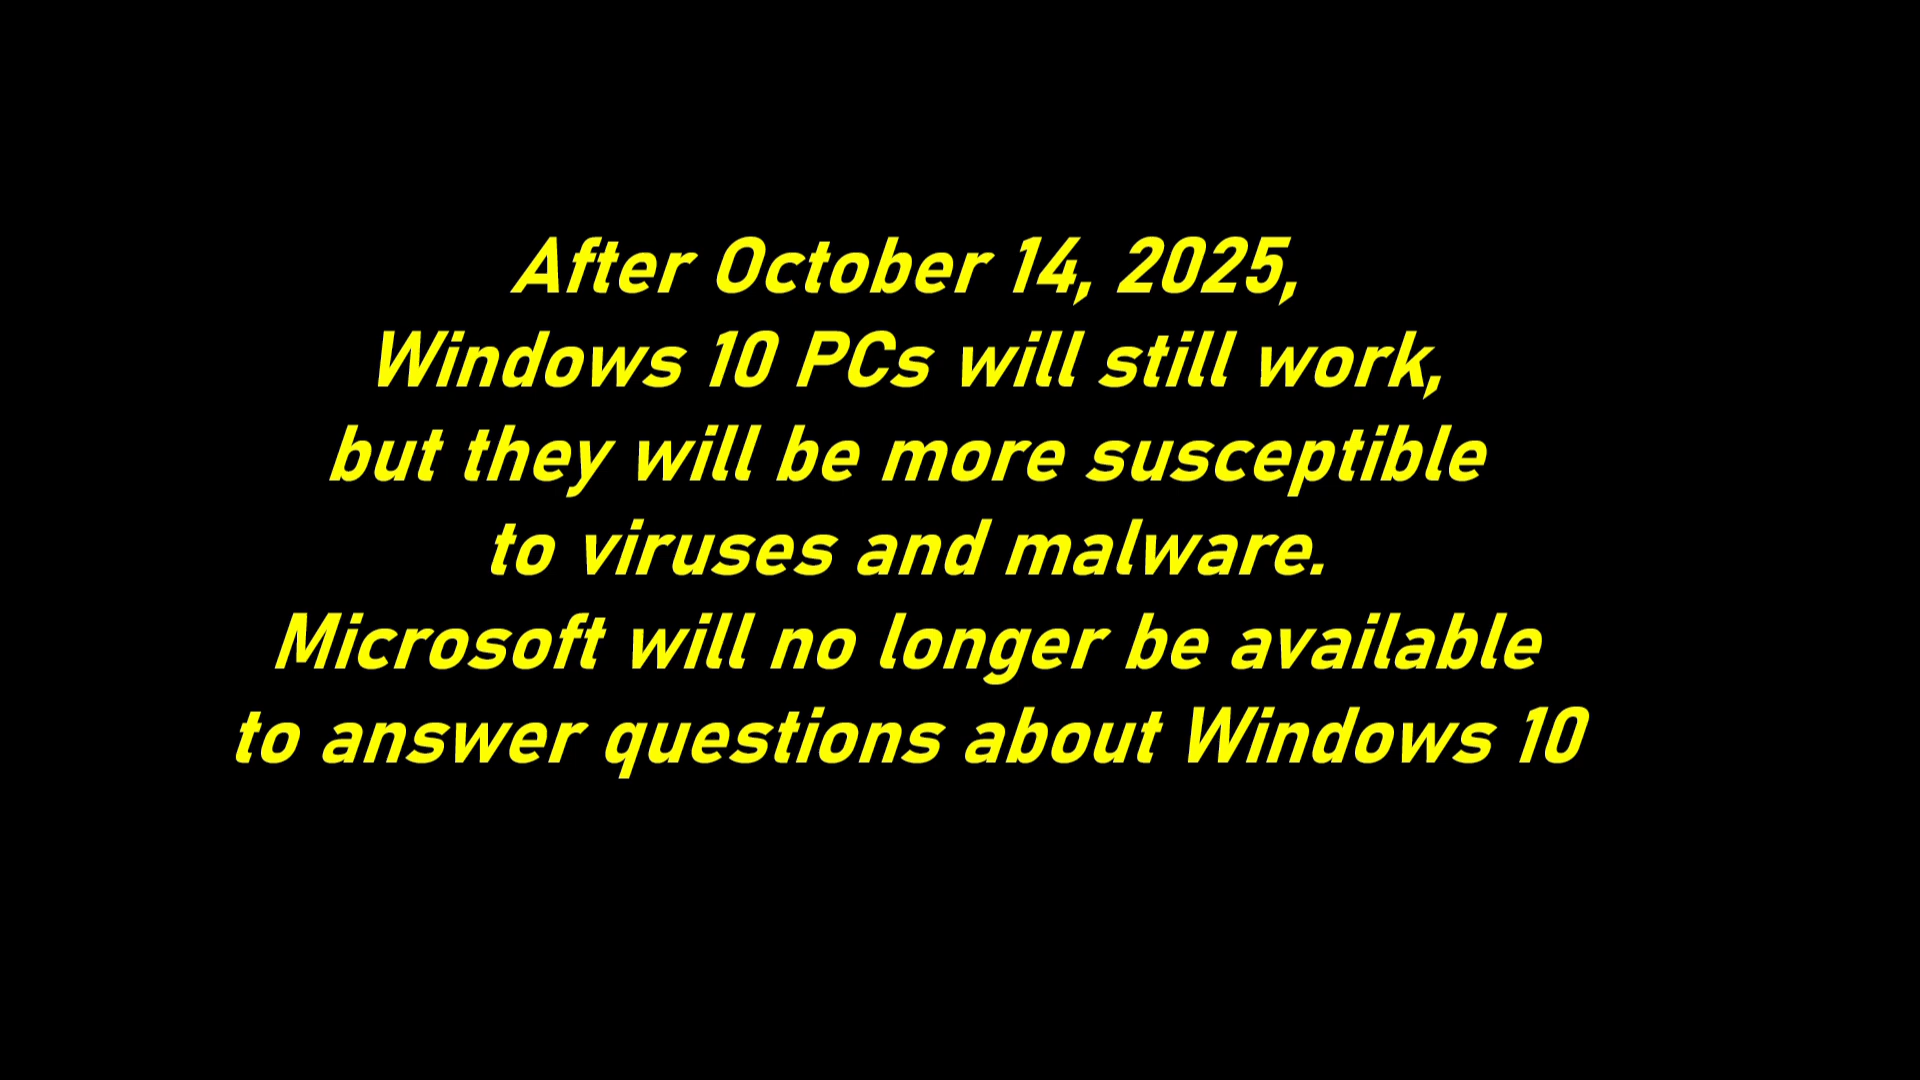 After October 14, 2025,
Windows 10 PCs will still work,
but they will be more susceptible
to viruses and malware.
Microsoft will no longer be available
to answer questions about Windows 10